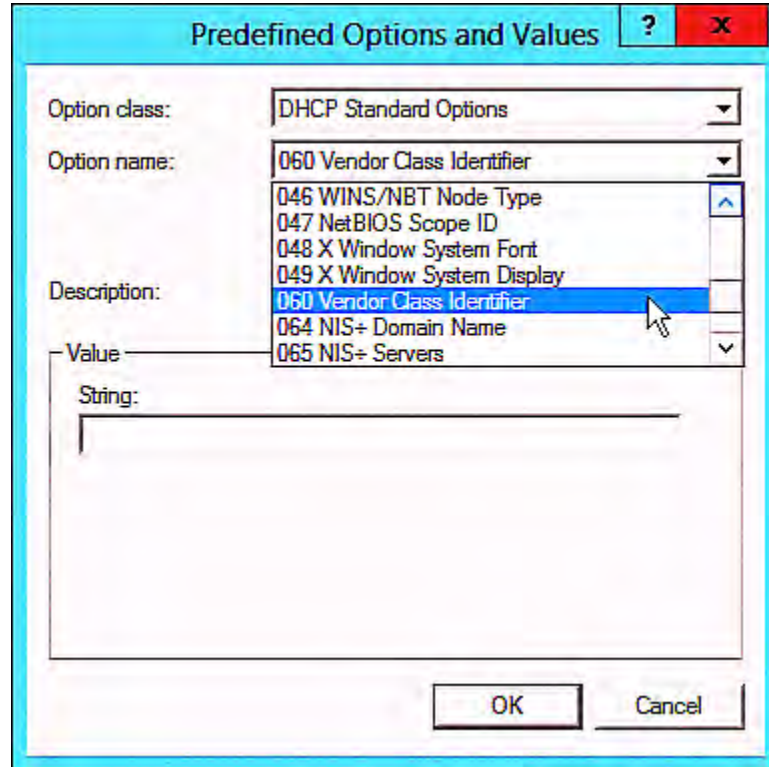 Predefined Options and Values ? x
Option class: DHCP Standard Options
Option name: 060 Vendor Class Identifier
046 WINS/NBT Node Type
047 NetBIOS Scope ID
048 X Window System Font
049 X Window System Display
060 Vendor Class Identifier
Description:
064 NIS+ Domain Name
065 NIS+ Servers
Value
String:
OK Cancel